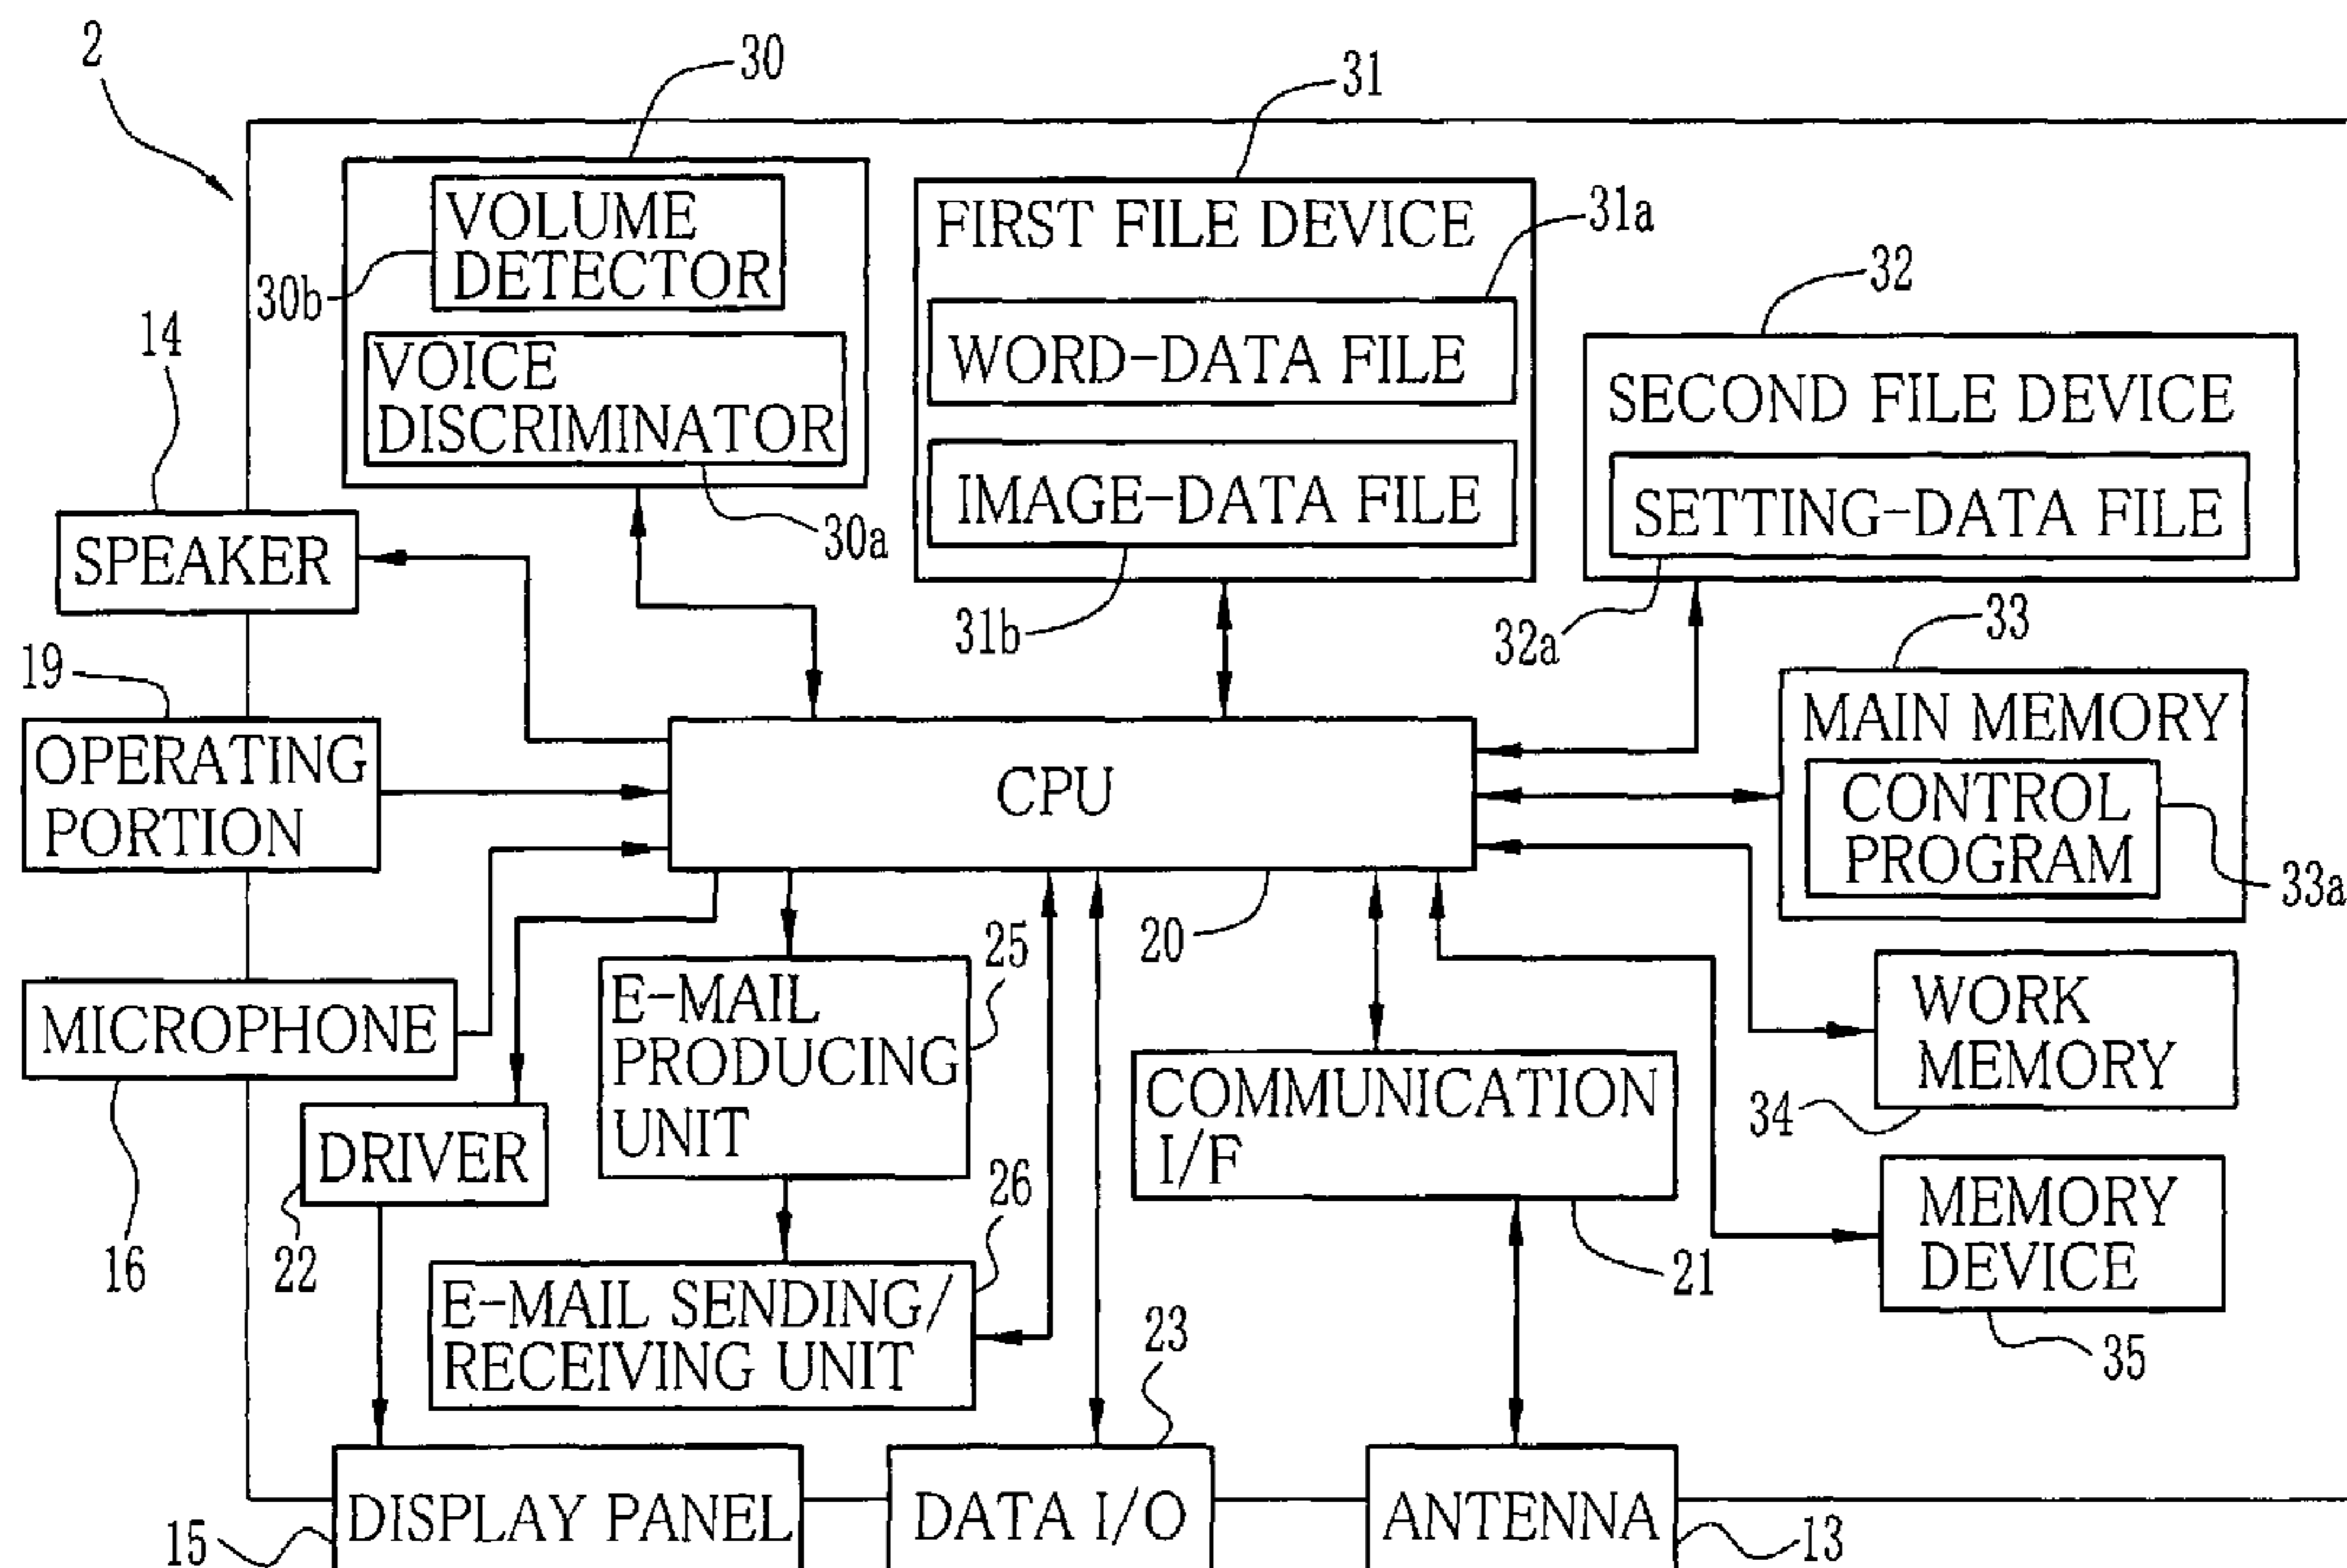 2
30
31
VOLUME
DETECTOR
30b
FIRST FILE DEVICE
31a
32
14
VOICE
DISCRIMINATOR
WORD-DATA FILE
SECOND FILE DEVICE
IMAGE-DATA FILE
SETTING-DATA FILE
SPEAKER
30a
31b
32a
33
19
OPERATING
PORTION
CPU
MAIN MEMORY
CONTROL
PROGRAM
33a
20
25
MICROPHONE
E-MAIL
PRODUCING
UNIT
WORK
MEMORY
34
COMMUNICATION
I/F
DRIVER
16
22
26
21
MEMORY
DEVICE
35
E-MAIL SENDING/
RECEIVING UNIT
23
DISPLAY PANEL
15
DATA I/O
ANTENNA
13